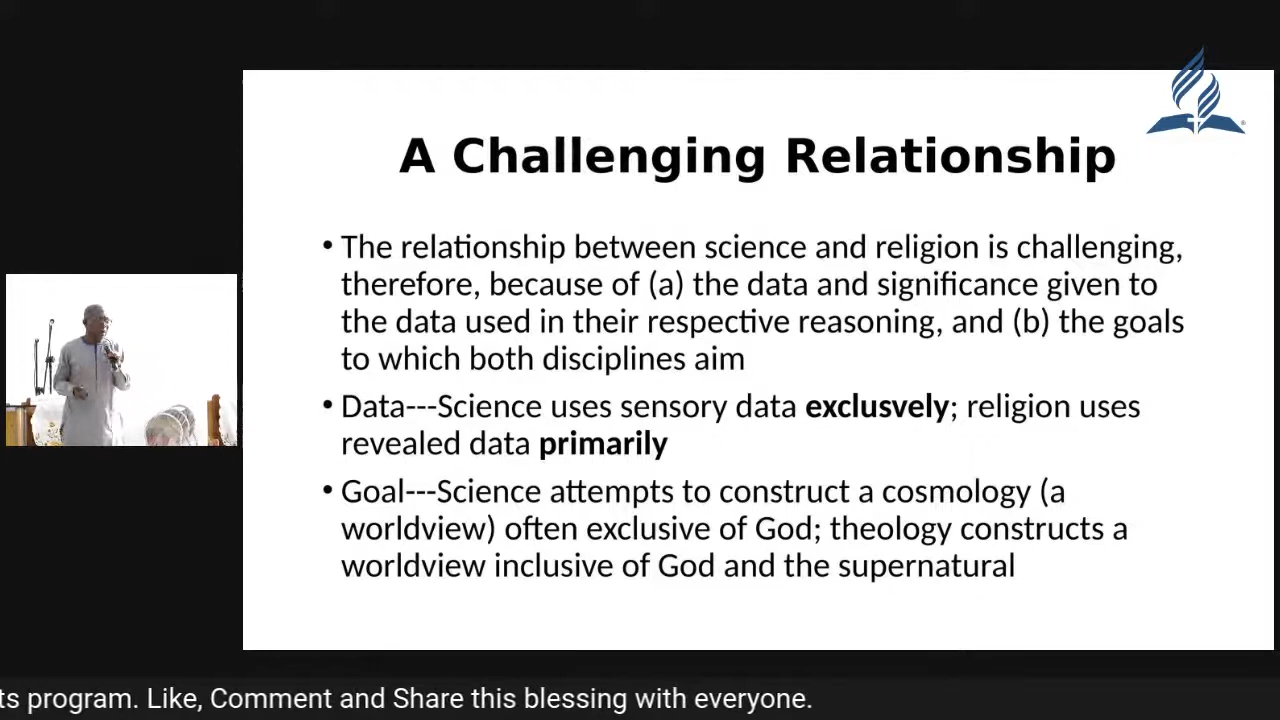 A Challenging Relationship
• The relationship between science and religion is challenging,
therefore, because of (a) the data and significance given to
the data used in their respective reasoning, and (b) the goals
to which both disciplines aim
• Data---Science uses sensory data exclusvely; religion uses
revealed data primarily
• Goal---Science attempts to construct a cosmology (a
worldview) often exclusive of God; theology constructs a
worldview inclusive of God and the supernatural
ts program. Like, Comment and Share this blessing with everyone.